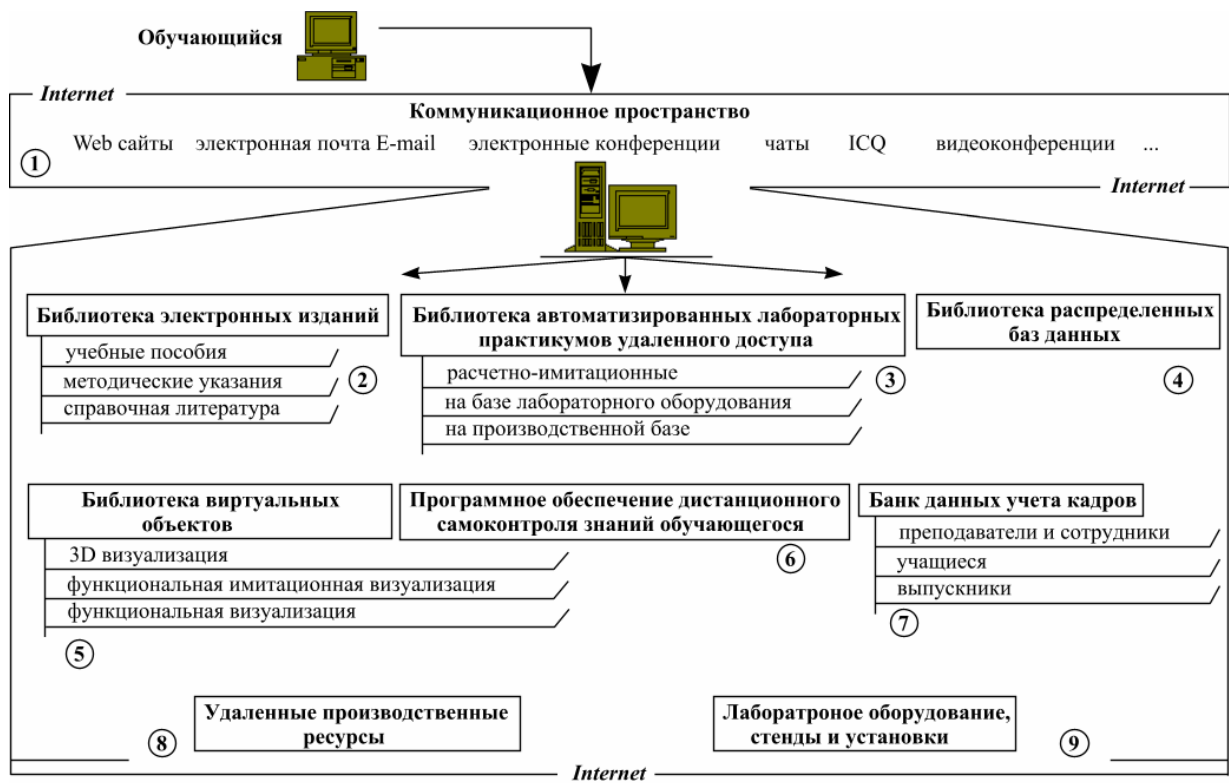 Обучающийся
Internet
Коммуникационное пространство
Web сайты электронная почта E-mail электронные конференции чаты ICQ видеоконференции ...
1
Internet
Библиотека электронных изданий
учебные пособия
методические указания
справочная литература
2
Библиотека автоматизированных лабораторных
практикумов удаленного доступа
расчетно-имитационные
на базе лабораторного оборудования
на производственной базе
3
Библиотека распределенных
баз данных
4
Библиотека виртуальных
объектов
3D визуализация
функциональная имитационная визуализация
функциональная визуализация
5
Программное обеспечение дистанционного
самоконтроля знаний обучающегося
6
Банк данных учета кадров
преподаватели и сотрудники
учащиеся
выпускники
7
Удаленные производственные
ресурсы
8
Лаборатроное оборудование,
стенды и установки
9
Internet